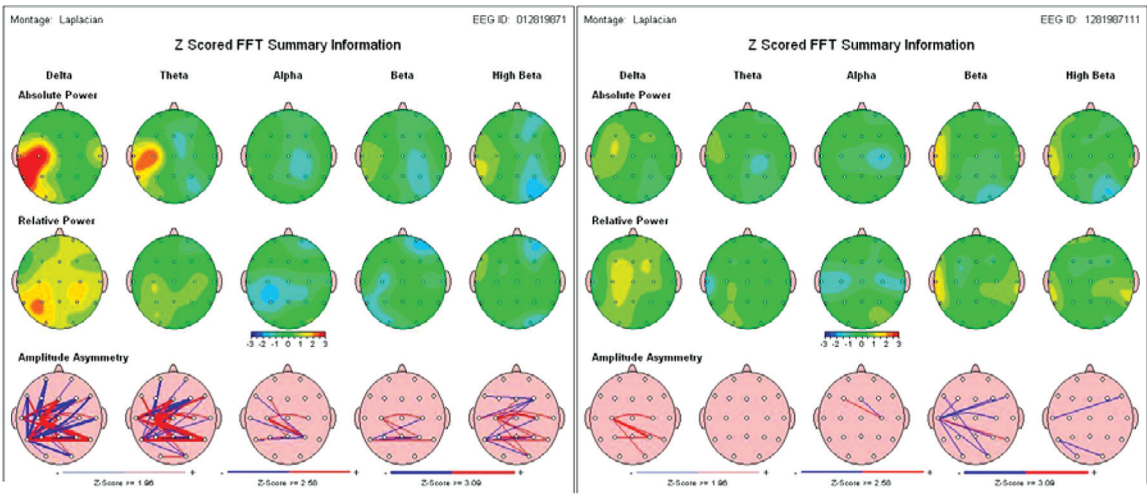 Montage: Laplacian EEG ID: 012819871
Z Scored FFT Summary Information
Delta Theta Alpha Beta High Beta
Absolute Power
Relative Power
-3 -2 -1 0 1 2 3
Amplitude Asymmetry
- + - + - +
Z-Score >= 1.96 Z-Score >= 2.58 Z-Score >= 3.09
Montage: Laplacian EEG ID: 1281987111
Z Scored FFT Summary Information
Delta Theta Alpha Beta High Beta
Absolute Power
Relative Power
-3 -2 -1 0 1 2 3
Amplitude Asymmetry
- + - + - +
Z-Score >= 1.96 Z-Score >= 2.58 Z-Score >= 3.09